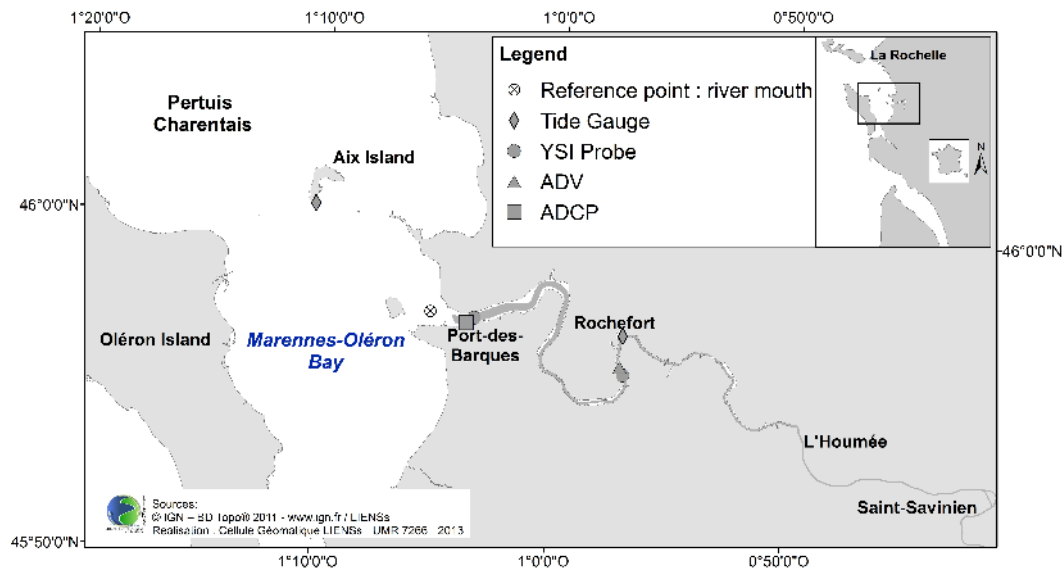 1°20'0"O 1°10'0"O 1°0'0"O 0°50'0"O
Legend
Reference point : river mouth
Tide Gauge
YSI Probe
ADV
ADCP
La Rochelle
N
Pertuis
Charentais
Aix Island
46°0'0"N
46°0'0"N
Oléron Island
Marennes-Oléron
Bay
Port-des-
Barques
Rochefort
L'Houmée
Saint-Savinien
Sources:
© IGN – BD Topo® 2011 - www.ign.fr / LIENSs
Realisation : Cellule Géomatique LIENSs UMR 7266 2013
45°50'0"N
1°10'0"O 1°0'0"O 0°50'0"O